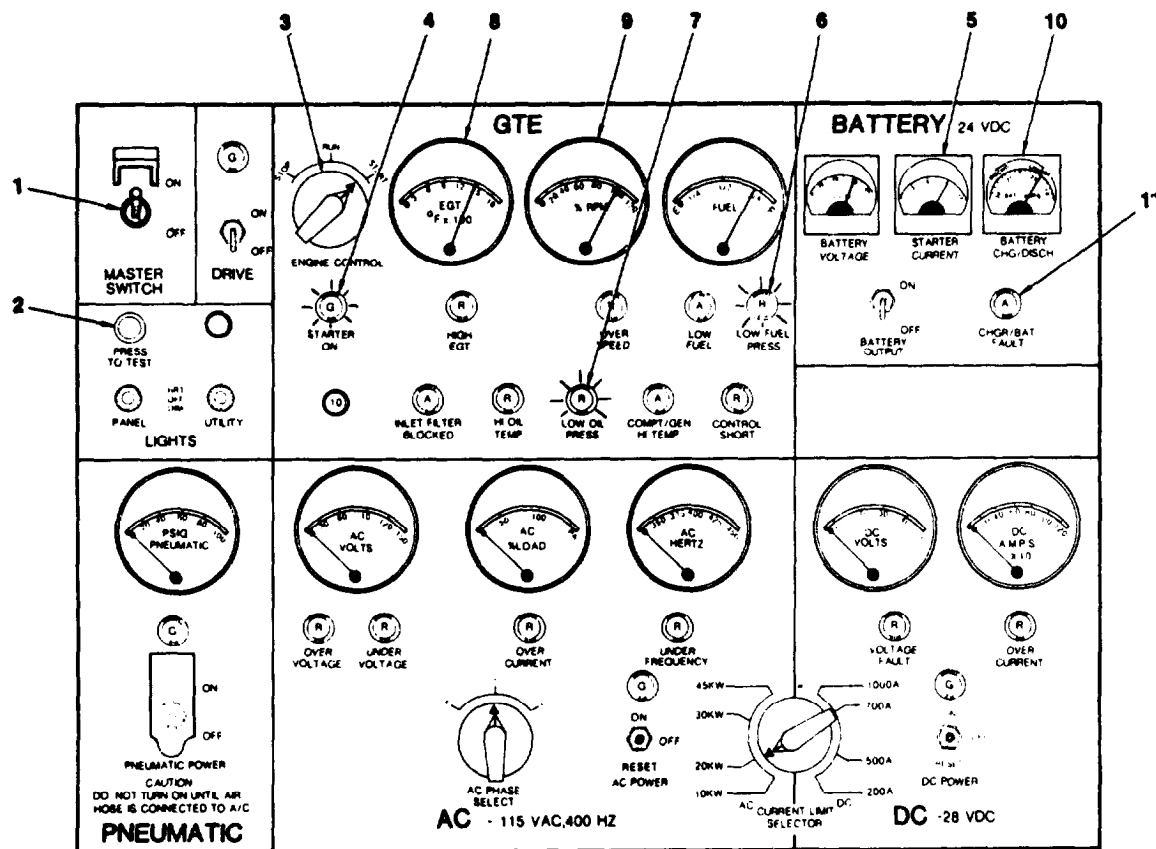 3 4 8 9 7 6 5 10
1
2
11
GTE
BATTERY 24 VDC
G
ON
OFF
MASTER
SWITCH
ON
OFF
DRIVE
STOP
RUN
START
ENGINE CONTROL
EGT
°F x 100
% RPM
FUEL
BATTERY
VOLTAGE
STARTER
CURRENT
BATTERY
CHG/DISCH
G
STARTER
ON
R
HIGH
EGT
OVER
SPEED
A
LOW
FUEL
R
LOW FUEL
PRESS
ON
OFF
BATTERY
OUTPUT
A
CHGR/BAT
FAULT
PRESS
TO TEST
PANEL
UTILITY
LIGHTS
10
A
INLET FILTER
BLOCKED
R
HI OIL
TEMP
R
LOW OIL
PRESS
A
COMPT/GEN
HI TEMP
R
CONTROL
SHORT
PSIG
PNEUMATIC
AC
VOLTS
50 100
AC
%LOAD
AC
HERTZ
DC
VOLTS
DC
AMPS
X 10
R
OVER
VOLTAGE
R
UNDER
VOLTAGE
R
OVER
CURRENT
R
UNDER
FREQUENCY
R
VOLTAGE
FAULT
R
OVER
CURRENT
ON
OFF
PNEUMATIC POWER
CAUTION
DO NOT TURN ON UNTIL AIR
HOSE IS CONNECTED TO A/C
PNEUMATIC
AC PHASE
SELECT
G
ON
OFF
RESET
AC POWER
45KW
30KW
20KW
10KW
1000A
700A
500A
200A
AC
DC
CURRENT LIMIT
SELECTOR
G
RESET
DC POWER
AC - 115 VAC,400 HZ
DC -28 VDC